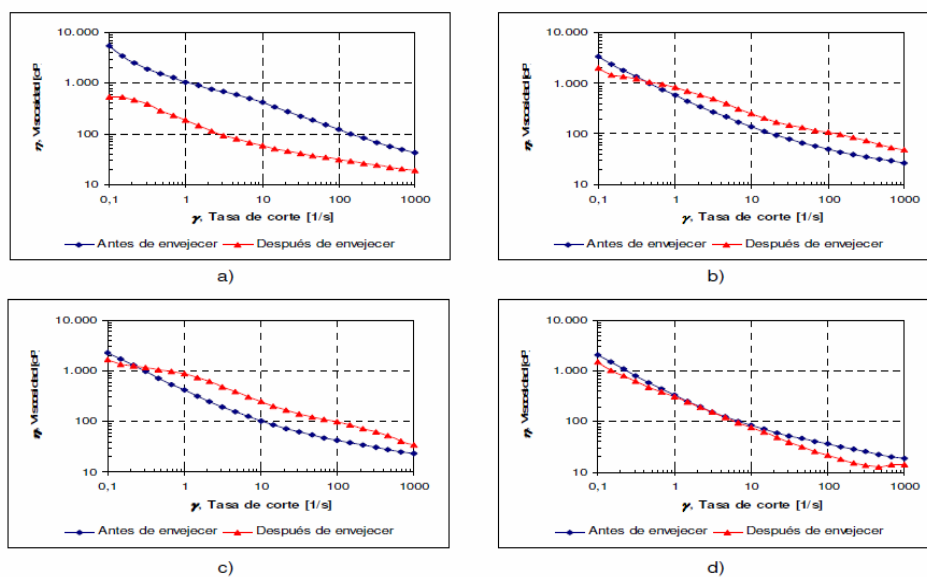 10.000
1.000
100
10
η, Viscosidad [dP
0,1 1 10 100 1000
γ, Tasa de corte [1/s]
Antes de envejecer Después de envejecer
a)
10.000
1.000
100
10
η, Viscosidad [dP
0,1 1 10 100 1000
γ, Tasa de corte [1/s]
Antes de envejecer Después de envejecer
b)
10.000
1.000
100
10
η, Viscosidad [dP
0,1 1 10 100 1000
γ, Tasa de corte [1/s]
Antes de envejecer Después de envejecer
c)
10.000
1.000
100
10
η, Viscosidad [dP
0,1 1 10 100 1000
γ, Tasa de corte [1/s]
Antes de envejecer Después de envejecer
d)